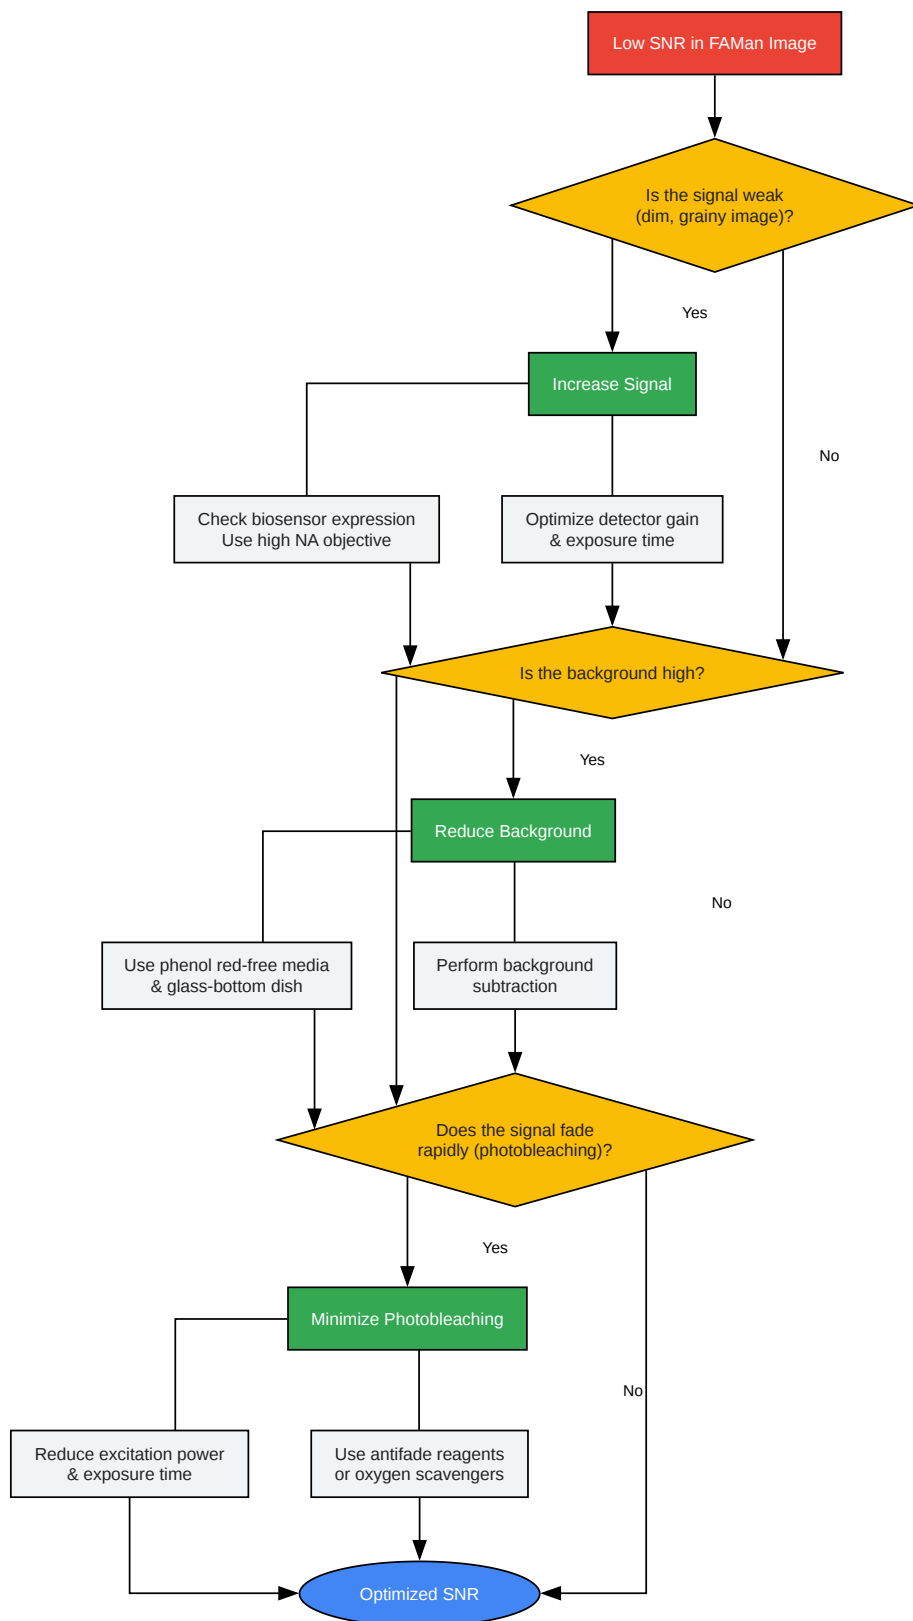 Low SNR in FAMan Image
Is the signal weak
(dim, grainy image)?
Yes
Increase Signal
No
Check biosensor expression
Use high NA objective
Optimize detector gain
& exposure time
Is the background high?
Yes
Reduce Background
No
Use phenol red-free media
& glass-bottom dish
Perform background
subtraction
Does the signal fade
rapidly (photobleaching)?
Yes
Minimize Photobleaching
No
Reduce excitation power
& exposure time
Use antifade reagents
or oxygen scavengers
Optimized SNR